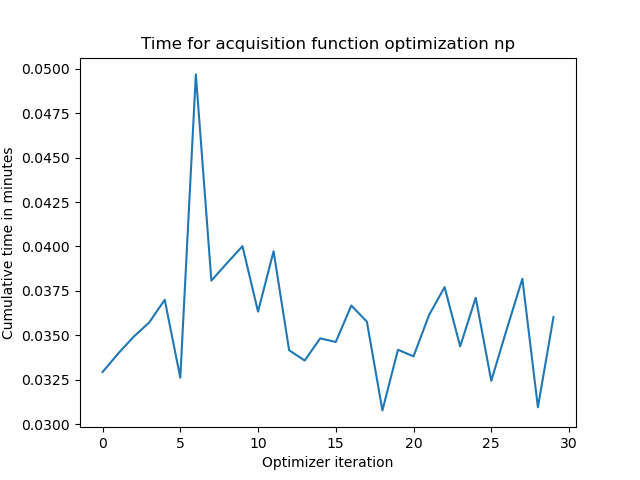 Time for acquisition function optimization np
Cumulative time in minutes
0.0500
0.0475
0.0450
0.0425
0.0400
0.0375
0.0350
0.0325
0.0300
0 5 10 15 20 25 30
Optimizer iteration